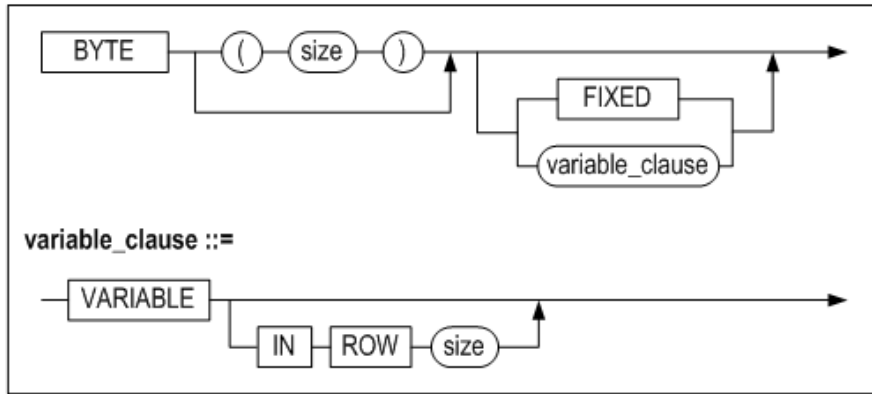 BYTE ( size )
FIXED
variable_clause
variable_clause ::=
VARIABLE
IN ROW size